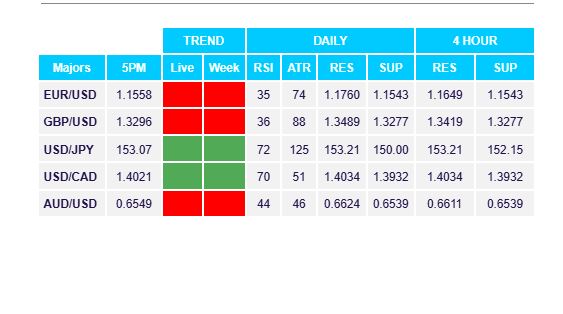 TREND DAILY 4 HOUR
Majors 5PM Live Week RSI ATR RES SUP RES SUP
EUR/USD 1.1558 35 74 1.1760 1.1543 1.1649 1.1543
GBP/USD 1.3296 36 88 1.3489 1.3277 1.3419 1.3277
USD/JPY 153.07 72 125 153.21 150.00 153.21 152.15
USD/CAD 1.4021 70 51 1.4034 1.3932 1.4034 1.3932
AUD/USD 0.6549 44 46 0.6624 0.6539 0.6611 0.6539